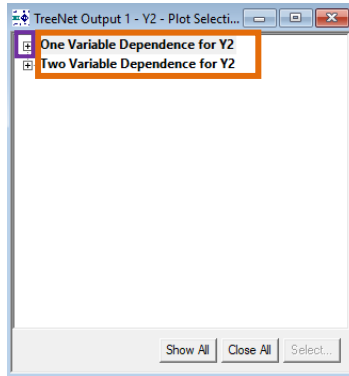 TreeNet Output 1 - Y2 - Plot Selecti...
One Variable Dependence for Y2
Two Variable Dependence for Y2
Show All Close All Select...